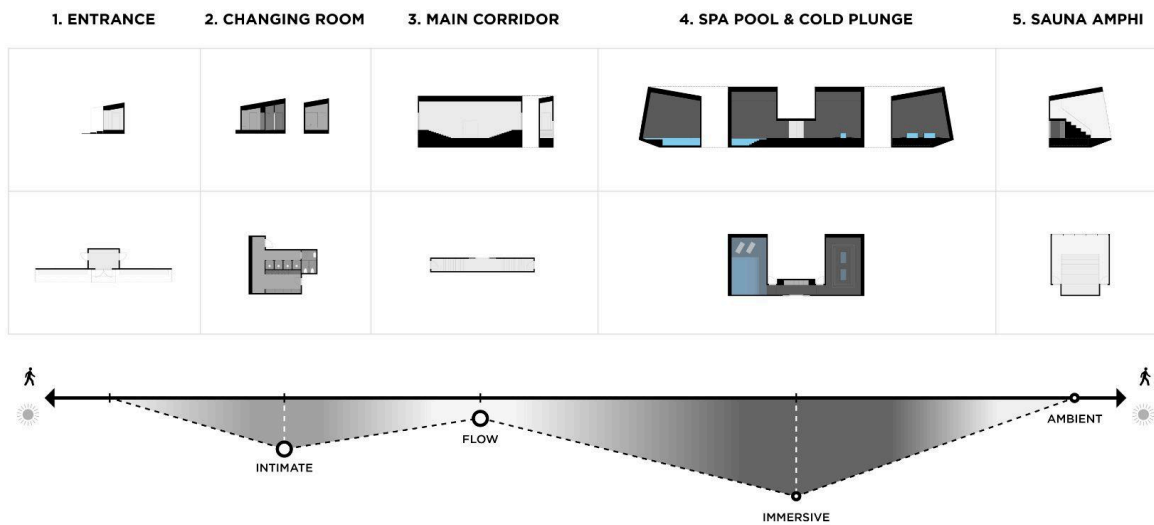 1. ENTRANCE
2. CHANGING ROOM
3. MAIN CORRIDOR
4. SPA POOL & COLD PLUNGE
5. SAUNA AMPHI
AMBIENT
FLOW
INTIMATE
IMMERSIVE